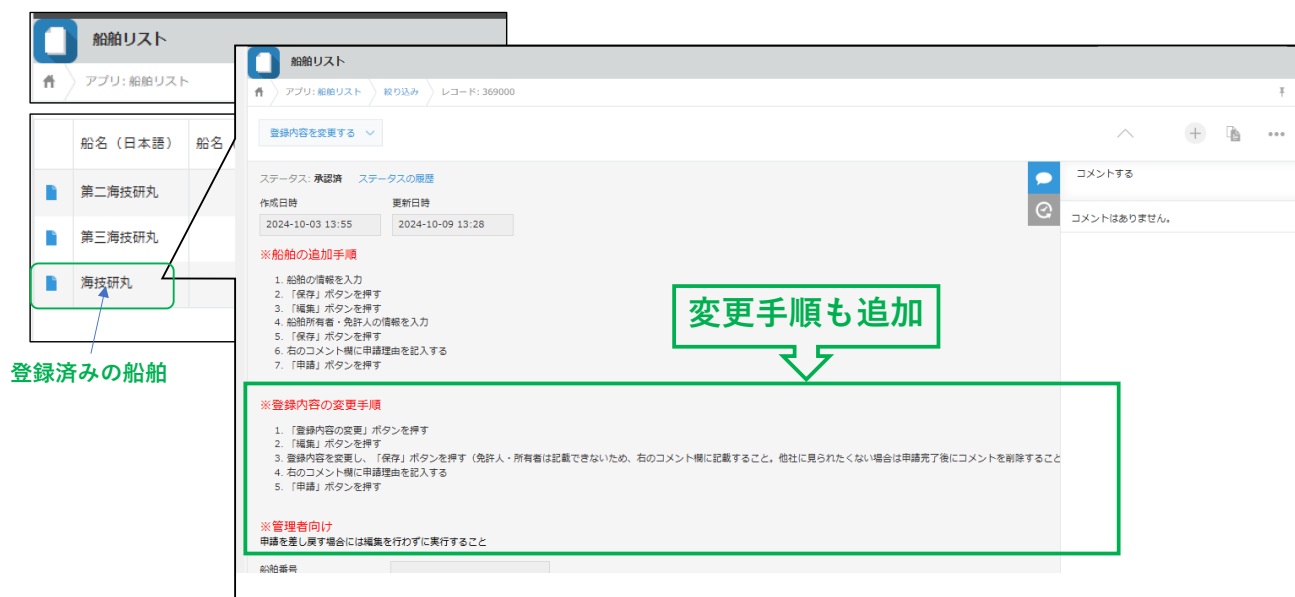 船舶リスト
アプリ: 船舶リスト
船名（日本語） 船名
第二海技研丸
第三海技研丸
海技研丸
登録済みの船舶
船舶リスト
アプリ: 船舶リスト 絞り込み レコード: 369000
登録内容を変更する
ステータス: 承認済 ステータスの履歴
作成日時 更新日時
2024-10-03 13:55 2024-10-09 13:28
※船舶の追加手順
1. 船舶の情報を入力
2. 「保存」ボタンを押す
3. 「編集」ボタンを押す
4. 船舶所有者・免許人の情報を入力
5. 「保存」ボタンを押す
6. 右のコメント欄に申請理由を記入する
7. 「申請」ボタンを押す
変更手順も追加
※登録内容の変更手順
1. 「登録内容の変更」ボタンを押す
2. 「編集」ボタンを押す
3. 登録内容を変更し、「保存」ボタンを押す（免許人・所有者は記載できないため、右のコメント欄に記載すること。他社に見られたくない場合は申請完了後にコメントを削除すること
4. 右のコメント欄に申請理由を記入する
5. 「申請」ボタンを押す
※管理者向け
申請を差し戻す場合には編集を行わずに実行すること
船舶番号
コメントする
コメントはありません。